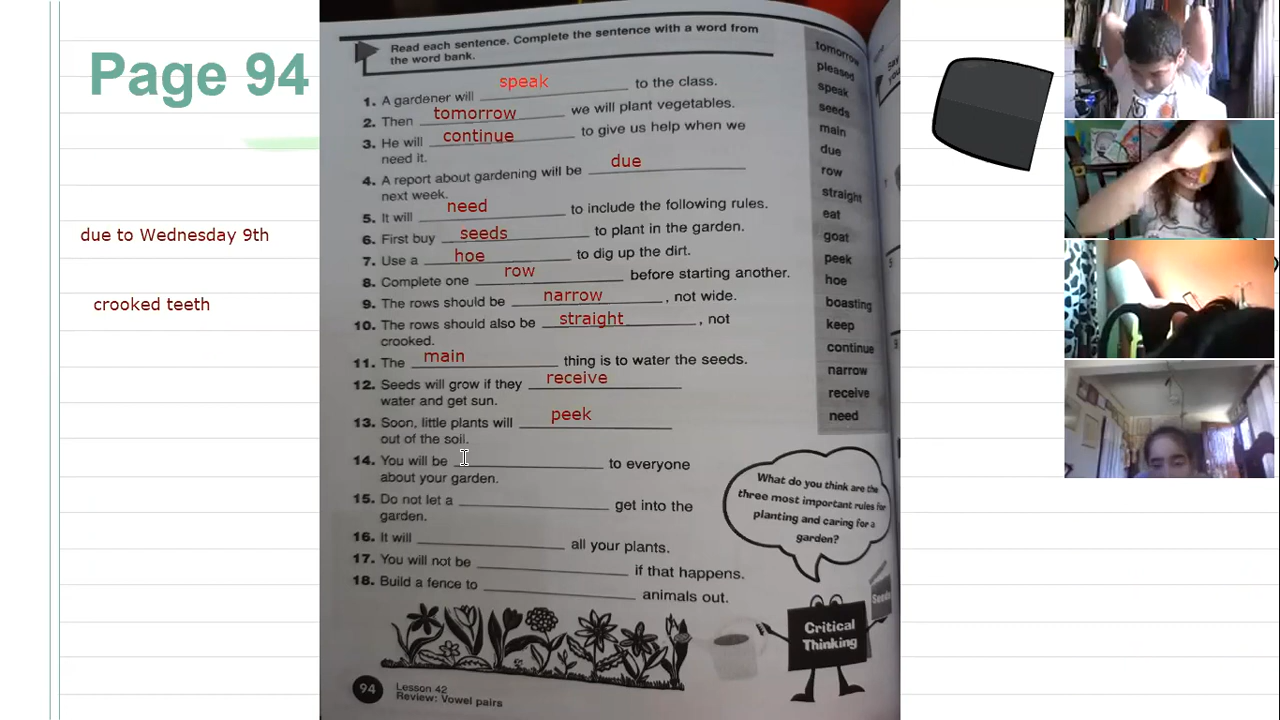 Page 94
due to Wednesday 9th
crooked teeth
Read each sentence. Complete the sentence with a word from
the word bank.
1. A gardener will speak to the class.
2. Then tomorrow we will plant vegetables.
3. He will continue to give us help when we
need it.
4. A report about gardening will be due
next week.
5. It will need to include the following rules.
6. First buy seeds to plant in the garden.
7. Use a hoe to dig up the dirt.
8. Complete one row before starting another.
9. The rows should be narrow, not wide.
10. The rows should also be straight, not
crooked.
11. The main thing is to water the seeds.
12. Seeds will grow if they receive
water and get sun.
13. Soon, little plants will peek
out of the soil.
14. You will be to everyone
about your garden.
15. Do not let a get into the
garden.
16. It will all your plants.
17. You will not be if that happens.
18. Build a fence to animals out.
tomorrow
pleased
speak
seeds
main
due
row
straight
eat
goat
peek
hoe
boasting
keep
continue
narrow
receive
need
What do you think are the
three most important rules for
planting and caring for a
garden?
Seeds
Critical
Thinking
94
Lesson 42
Review: Vowel pairs